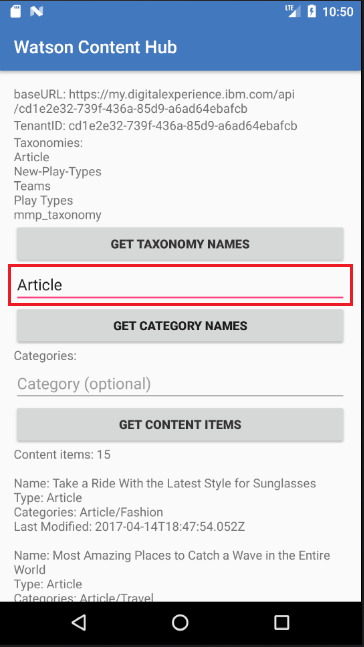 LTE 10:50
Watson Content Hub
baseURL: https://my.digitalexperience.ibm.com/api
/cd1e2e32-739f-436a-85d9-a6ad64ebafcb
TenantID: cd1e2e32-739f-436a-85d9-a6ad64ebafcb
Taxonomies:
Article
New-Play-Types
Teams
Play Types
mmp_taxonomy
GET TAXONOMY NAMES
Article
GET CATEGORY NAMES
Categories:
Category (optional)
GET CONTENT ITEMS
Content items: 15
Name: Take a Ride With the Latest Style for Sunglasses
Type: Article
Categories: Article/Fashion
Last Modified: 2017-04-14T18:47:54.052Z
Name: Most Amazing Places to Catch a Wave in the Entire
World
Type: Article
Categories: Article/Travel